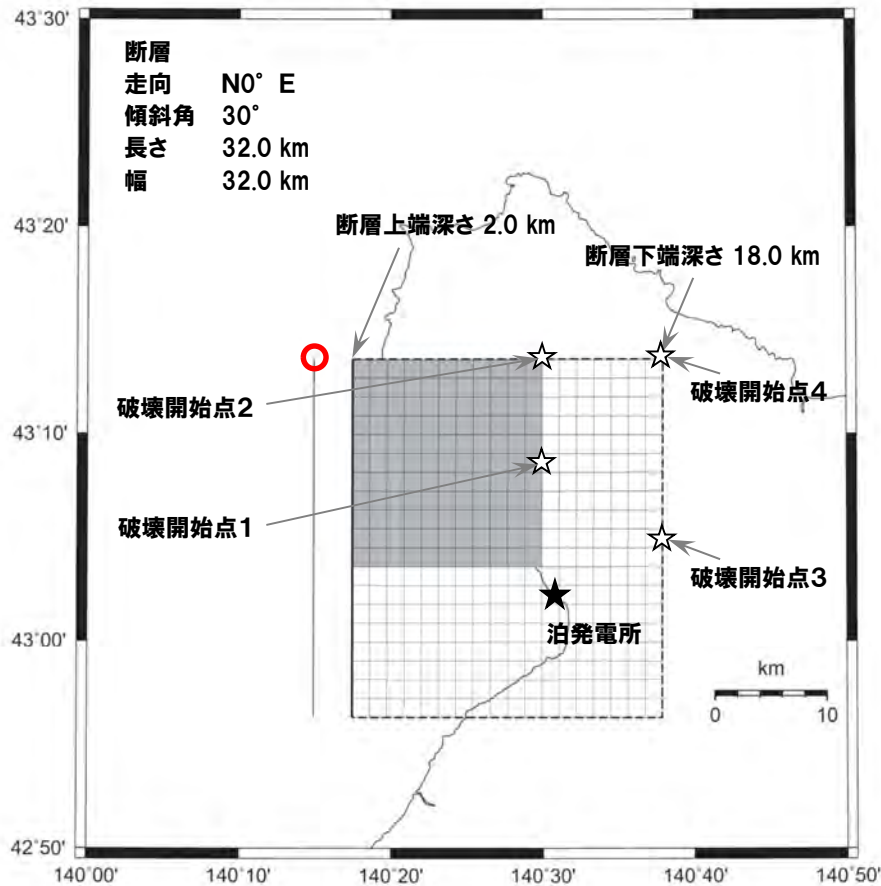 43°30'
断層
走向 N0° E
傾斜角 30°
長さ 32.0 km
幅 32.0 km
43°20'
断層上端深さ 2.0 km
断層下端深さ 18.0 km
破壊開始点2
破壊開始点4
43°10'
破壊開始点1
破壊開始点3
泊発電所
43°00'
km
0 10
42°50'
140°00' 140°10' 140°20' 140°30' 140°40' 140°50'